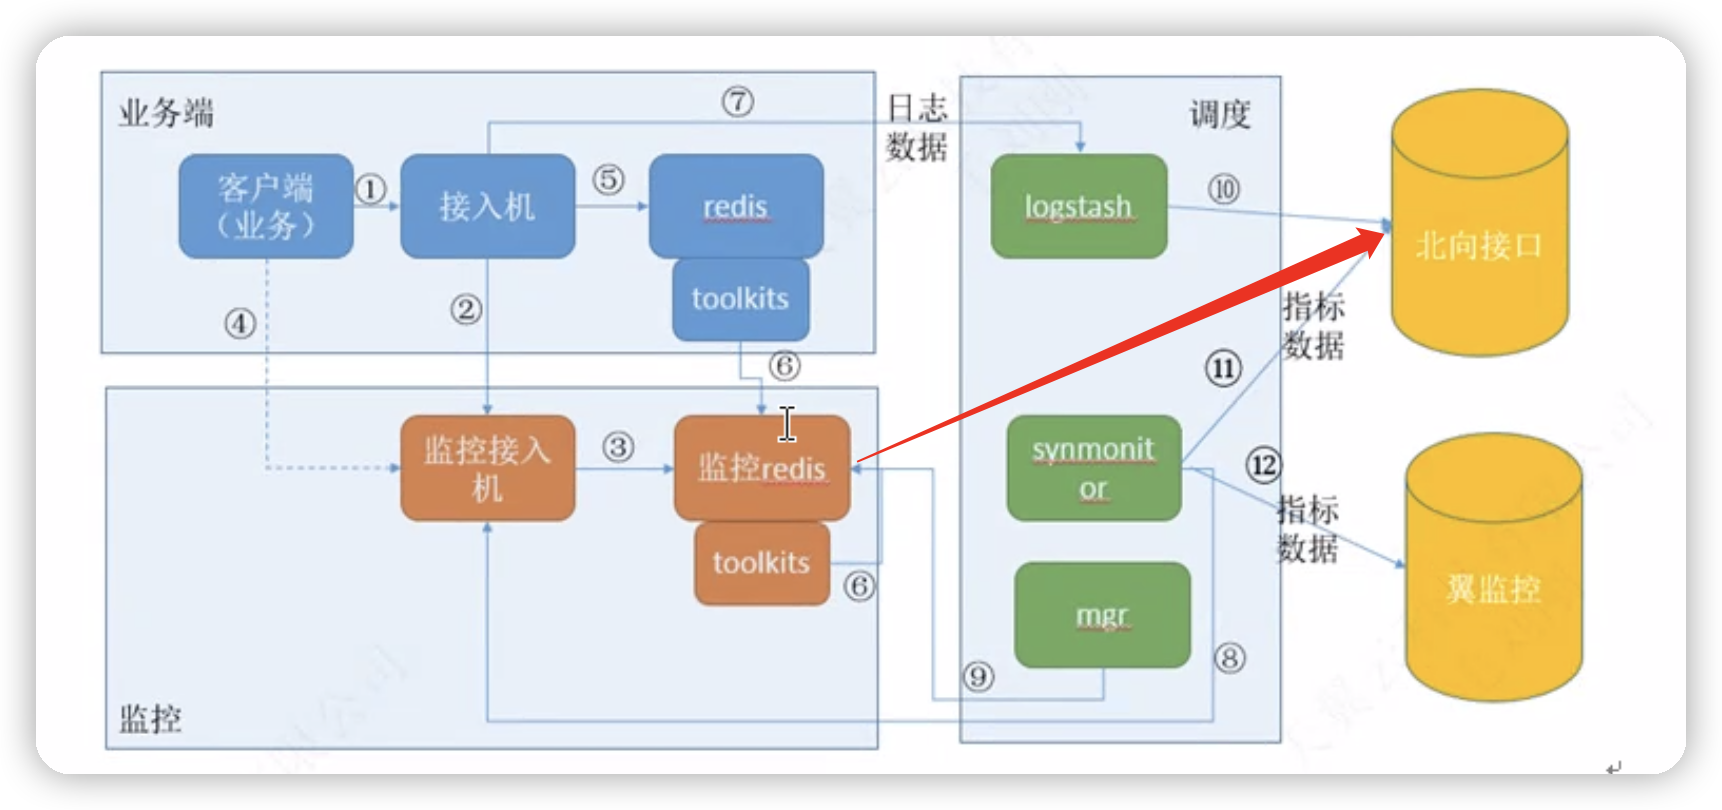 业务端
⑦
日志
数据
调度
客户端
（业务）
①
接入机
⑤
redis
logstash
⑩
北向接口
toolkits
④
②
⑥
指标
数据
⑪
监控接入
机
③
监控redis
synmonit
or
⑫
指标
数据
toolkits
⑥
翼监控
mgr
⑧
⑨
监控